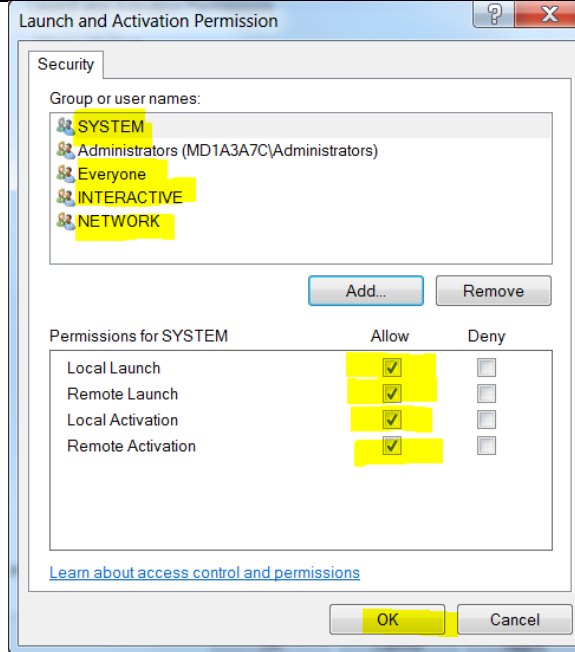 Launch and Activation Permission
Security
Group or user names:
SYSTEM
Administrators (MD1A3A7C\Administrators)
Everyone
INTERACTIVE
NETWORK
Add... Remove
Permissions for SYSTEM Allow Deny
Local Launch
Remote Launch
Local Activation
Remote Activation
Learn about access control and permissions
OK Cancel